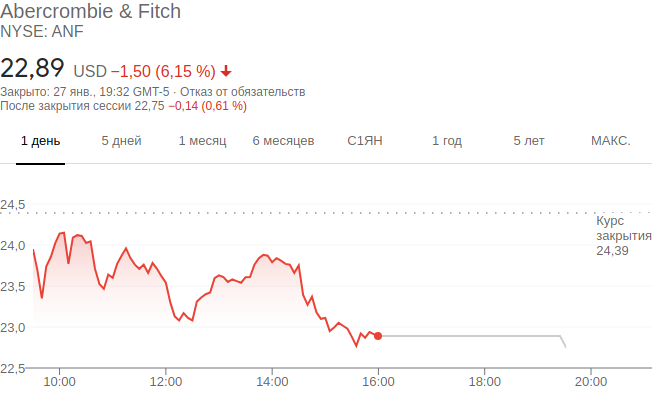 Abercrombie & Fitch
NYSE: ANF
22,89 USD −1,50 (6,15 %)
Закрыто: 27 янв., 19:32 GMT-5 · Отказ от обязательств
После закрытия сессии 22,75 −0,14 (0,61 %)
1 день 5 дней 1 месяц 6 месяцев С1ЯН 1 год 5 лет МАКС.
24,5
Курс
закрытия
24,39
24,0
23,5
23,0
22,5
10:00 12:00 14:00 16:00 18:00 20:00